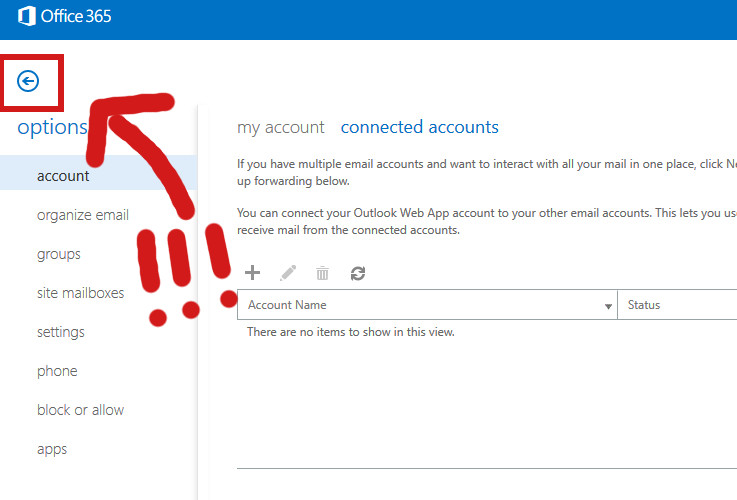 Office 365
options
my account connected accounts
account
organize email
groups
site mailboxes
settings
phone
block or allow
apps
If you have multiple email accounts and want to interact with all your mail in one place, click Ne
up forwarding below.
You can connect your Outlook Web App account to your other email accounts. This lets you use
receive mail from the connected accounts.
Account Name Status
There are no items to show in this view.
!!!